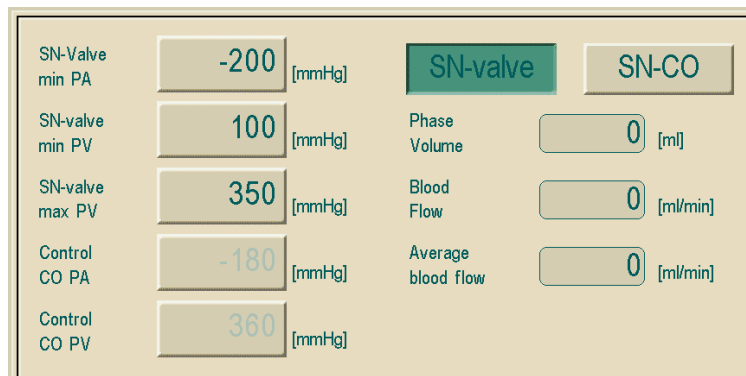 SN-Valve
min PA
-200 [mmHg]
SN-valve
min PV
100 [mmHg]
SN-valve
max PV
350 [mmHg]
Control
CO PA
-180 [mmHg]
Control
CO PV
360 [mmHg]
SN-valve
SN-CO
Phase
Volume
0 [ml]
Blood
Flow
0 [ml/min]
Average
blood flow
0 [ml/min]